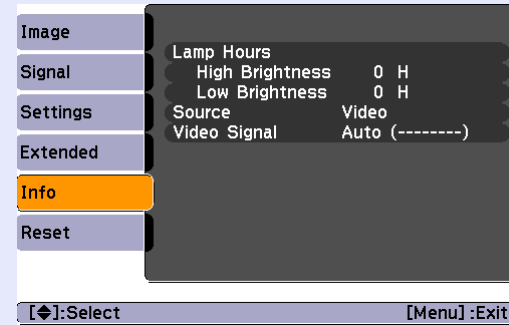 Image
Signal
Settings
Extended
Info
Reset
Lamp Hours
High Brightness 0 H
Low Brightness 0 H
Source Video
Video Signal Auto (--------)
[◆]:Select [Menu] :Exit